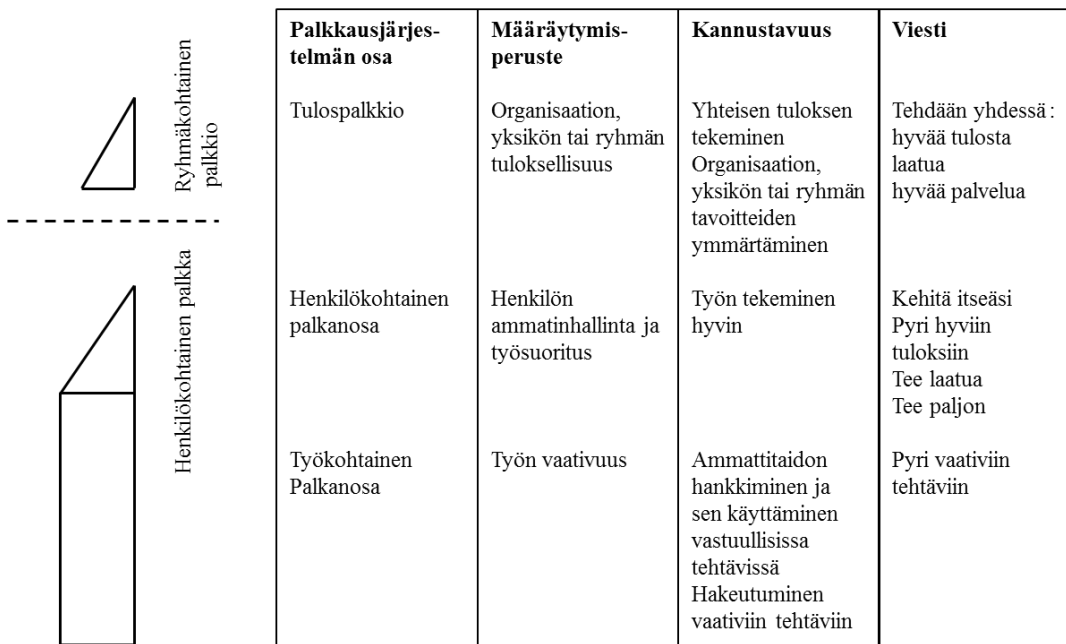 Palkkausjärjes-
telmän osa
Määräytymis-
peruste
Kannustavuus
Viesti
Ryhmäkohtainen
palkkio
Tulospalkkio
Organisaation,
yksikön tai ryhmän
tuloksellisuus
Yhteisen tuloksen
tekeminen
Organisaation,
yksikön tai ryhmän
tavoitteiden
ymmärtäminen
Tehdään yhdessä:
hyvää tulosta
laatua
hyvää palvelua
Henkilökohtainen palkka
Henkilökohtainen
palkanosa
Henkilön
ammatinhallinta ja
työsuoritus
Työn tekeminen
hyvin
Kehitä itseäsi
Pyri hyviin
tuloksiin
Tee laatua
Tee paljon
Työkohtainen
Palkanosa
Työn vaativuus
Ammattitaidon
hankkiminen ja
sen käyttäminen
vastuullisissa
tehtävissä
Hakeutuminen
vaativiin tehtäviin
Pyri vaativiin
tehtäviin